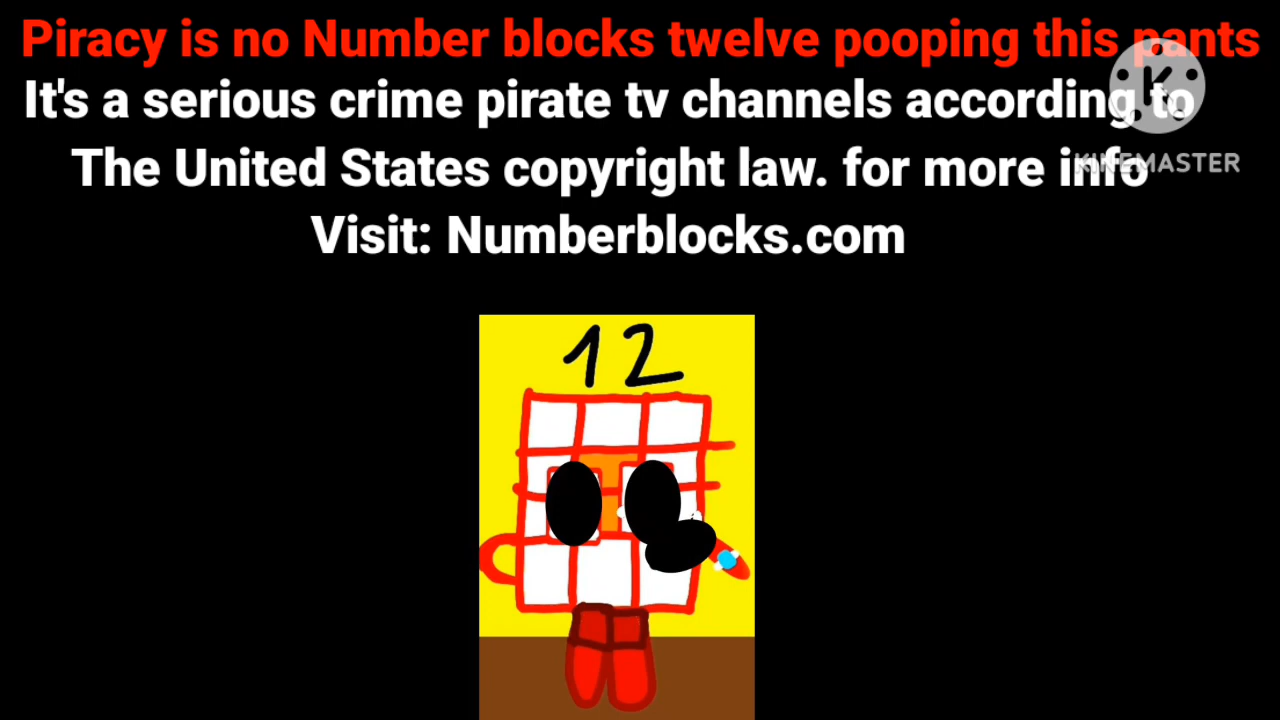 Piracy is no Number blocks twelve pooping this pants
It's a serious crime pirate tv channels according to
The United States copyright law. for more info
Visit: Numberblocks.com
K
KINEMASTER
12